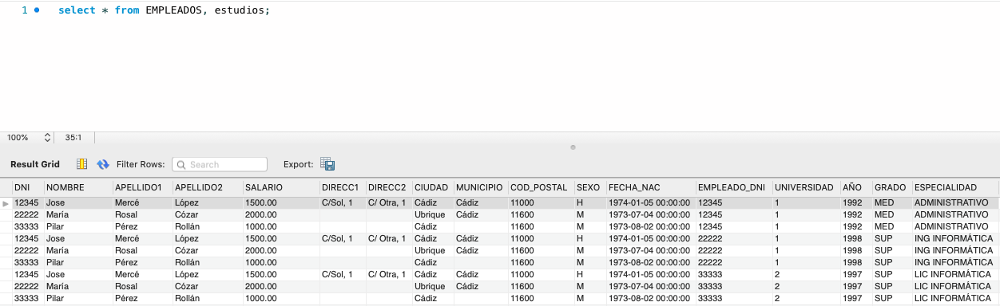 1 select * from EMPLEADOS, estudios;
100% 35:1
Result Grid Filter Rows: Search Export:
DNI NOMBRE APELLIDO1 APELLIDO2 SALARIO DIRECC1 DIRECC2 CIUDAD MUNICIPIO COD_POSTAL SEXO FECHA_NAC EMPLEADO_DNI UNIVERSIDAD AÑO GRADO ESPECIALIDAD
12345 Jose Mercé López 1500.00 C/Sol, 1 C/ Otra, 1 Cádiz Cádiz 11000 H 1974-01-05 00:00:00 12345 1 1992 MED ADMINISTRATIVO
22222 María Rosal Cózar 2000.00 Ubrique Cádiz 11600 M 1973-07-04 00:00:00 12345 1 1992 MED ADMINISTRATIVO
33333 Pilar Pérez Rollán 1000.00 Cádiz 11600 M 1973-08-02 00:00:00 12345 1 1992 MED ADMINISTRATIVO
12345 Jose Mercé López 1500.00 C/Sol, 1 C/ Otra, 1 Cádiz Cádiz 11000 H 1974-01-05 00:00:00 22222 1 1998 SUP ING INFORMÁTICA
22222 María Rosal Cózar 2000.00 Ubrique Cádiz 11600 M 1973-07-04 00:00:00 22222 1 1998 SUP ING INFORMÁTICA
33333 Pilar Pérez Rollán 1000.00 Cádiz 11600 M 1973-08-02 00:00:00 22222 1 1998 SUP ING INFORMÁTICA
12345 Jose Mercé López 1500.00 C/Sol, 1 C/ Otra, 1 Cádiz Cádiz 11000 H 1974-01-05 00:00:00 33333 2 1997 SUP LIC INFORMÁTICA
22222 María Rosal Cózar 2000.00 Ubrique Cádiz 11600 M 1973-07-04 00:00:00 33333 2 1997 SUP LIC INFORMÁTICA
33333 Pilar Pérez Rollán 1000.00 Cádiz 11600 M 1973-08-02 00:00:00 33333 2 1997 SUP LIC INFORMÁTICA